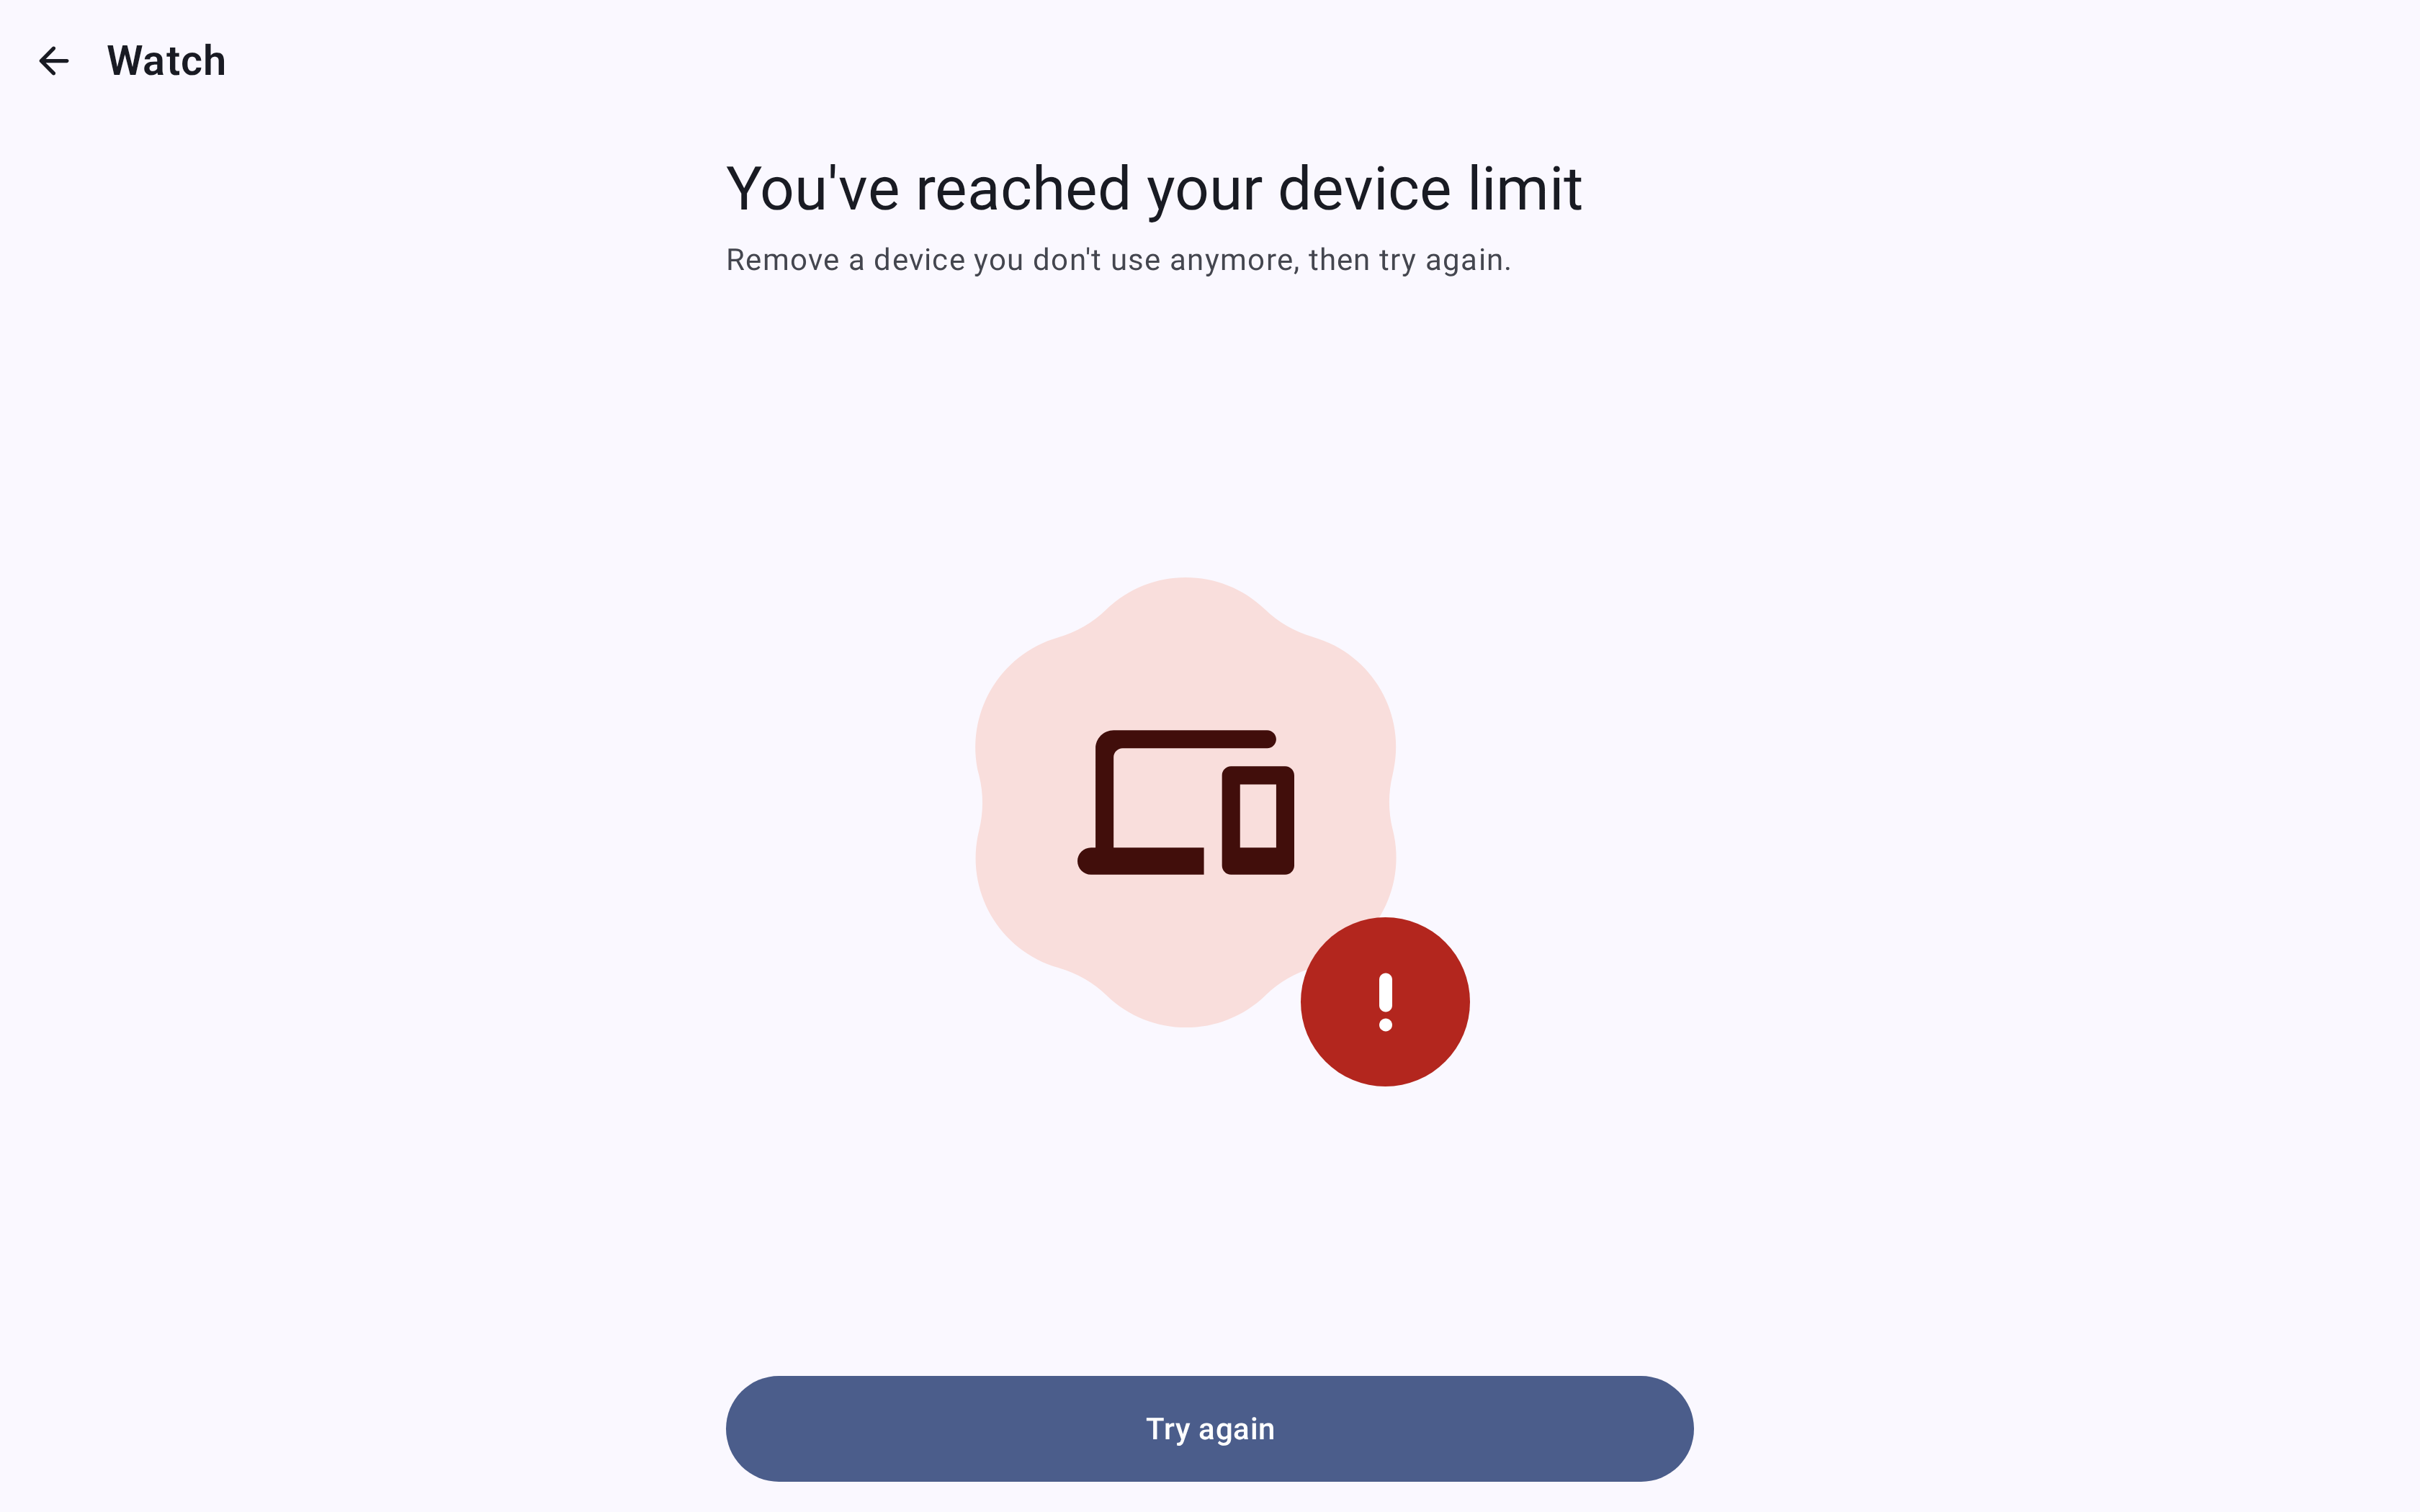 Watch
You've reached your device limit
Remove a device you don't use anymore, then try again.
Try again